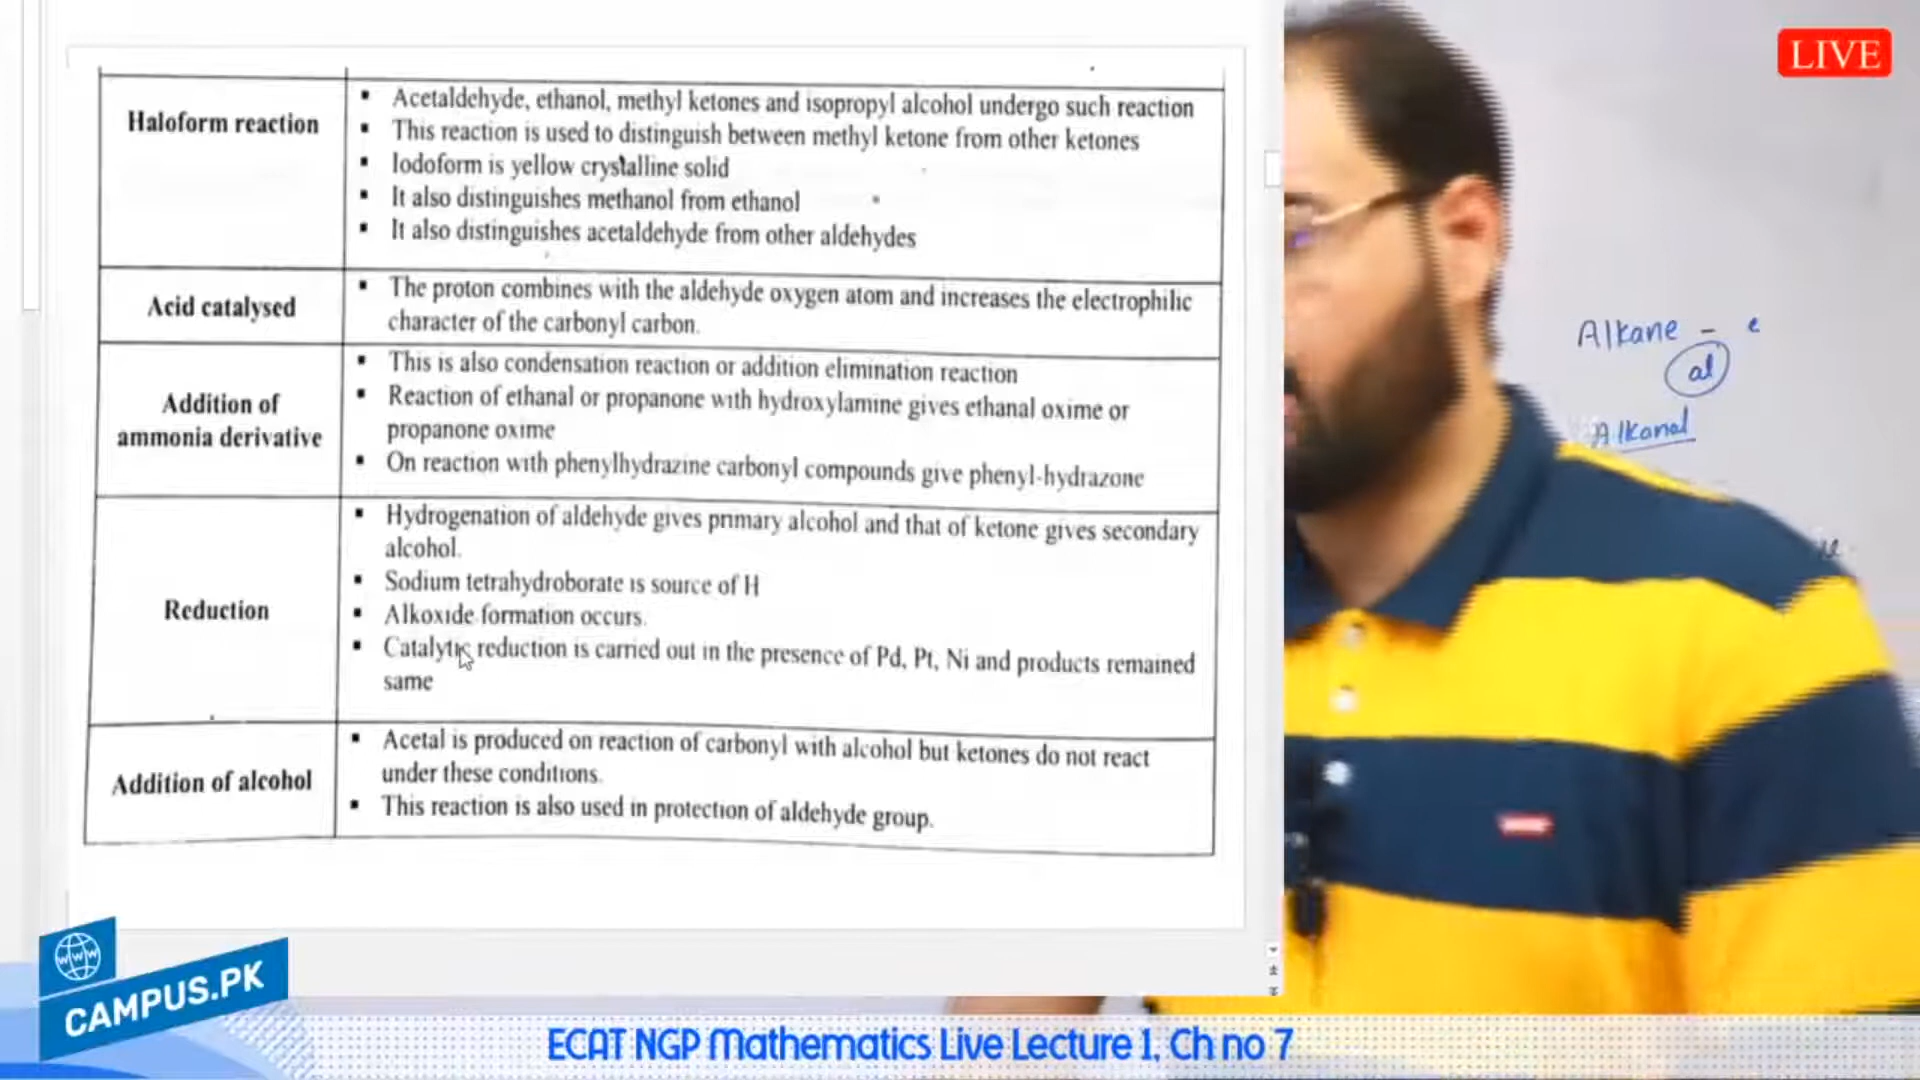 LIVE
Haloform reaction
▪ Acetaldehyde, ethanol, methyl ketones and isopropyl alcohol undergo such reaction
▪ This reaction is used to distinguish between methyl ketone from other ketones
▪ Iodoform is yellow crystalline solid
▪ It also distinguishes methanol from ethanol
▪ It also distinguishes acetaldehyde from other aldehydes
Acid catalysed
▪ The proton combines with the aldehyde oxygen atom and increases the electrophilic
character of the carbonyl carbon.
Addition of
ammonia derivative
▪ This is also condensation reaction or addition elimination reaction
▪ Reaction of ethanal or propanone with hydroxylamine gives ethanal oxime or
propanone oxime
▪ On reaction with phenylhydrazine carbonyl compounds give phenyl-hydrazone
Reduction
▪ Hydrogenation of aldehyde gives primary alcohol and that of ketone gives secondary
alcohol.
▪ Sodium tetrahydroborate is source of H
▪ Alkoxide formation occurs.
▪ Catalytic reduction is carried out in the presence of Pd, Pt, Ni and products remained
same
Addition of alcohol
▪ Acetal is produced on reaction of carbonyl with alcohol but ketones do not react
under these conditions.
▪ This reaction is also used in protection of aldehyde group.
Alkane - e
al
Alkanal
www
CAMPUS.PK
ECAT NGP Mathematics Live Lecture 1, Ch no 7